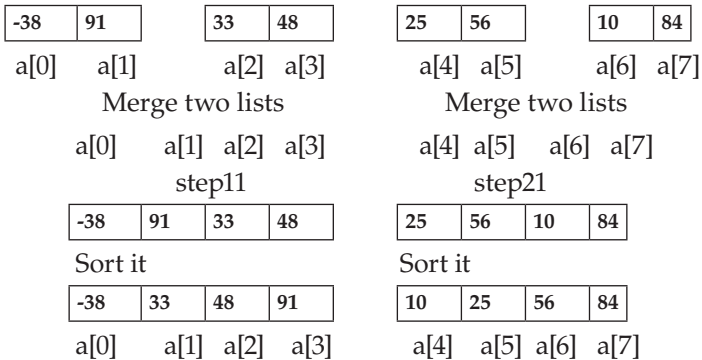 -38 91 33 48 25 56 10 84
a[0] a[1] a[2] a[3] a[4] a[5] a[6] a[7]
Merge two lists Merge two lists
a[0] a[1] a[2] a[3] a[4] a[5] a[6] a[7]
step11 step21
-38 91 33 48 25 56 10 84
Sort it Sort it
-38 33 48 91 10 25 56 84
a[0] a[1] a[2] a[3] a[4] a[5] a[6] a[7]